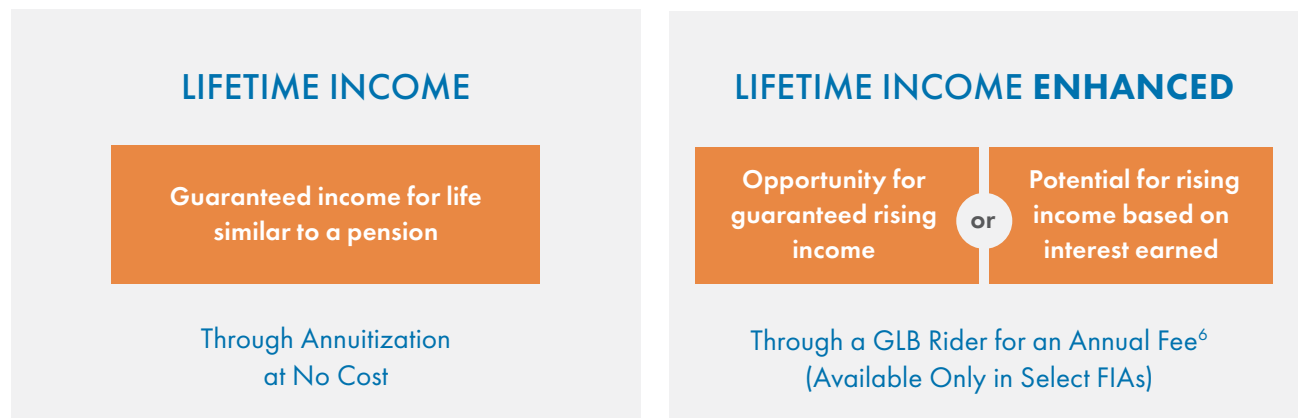 LIFETIME INCOME
Guaranteed income for life
similar to a pension
Through Annuitization
at No Cost
LIFETIME INCOME ENHANCED
Opportunity for
guaranteed rising
income
or
Potential for rising
income based on
interest earned
Through a GLB Rider for an Annual Fee⁶
(Available Only in Select FIAs)